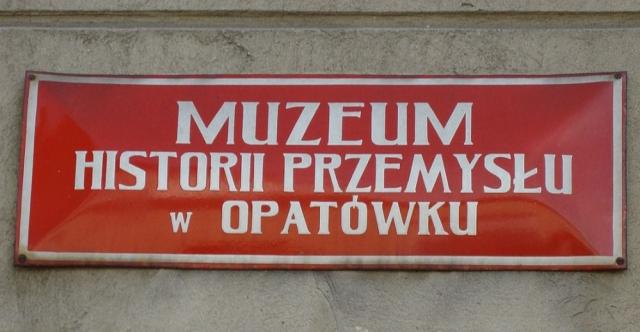 MUZEUM
HISTORII PRZEMYSŁU
w OPATÓWKU